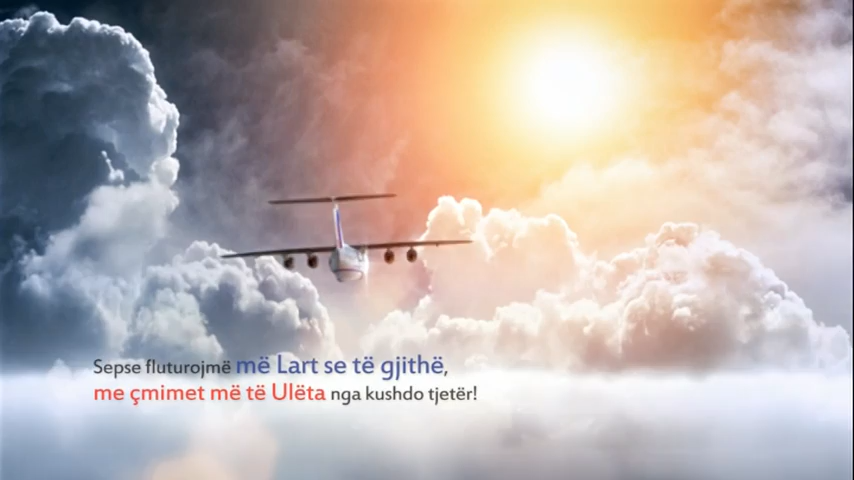 Sepse fluturojmë më Lart se të gjithë,
me çmimet më të Ulëta nga kushdo tjetër!